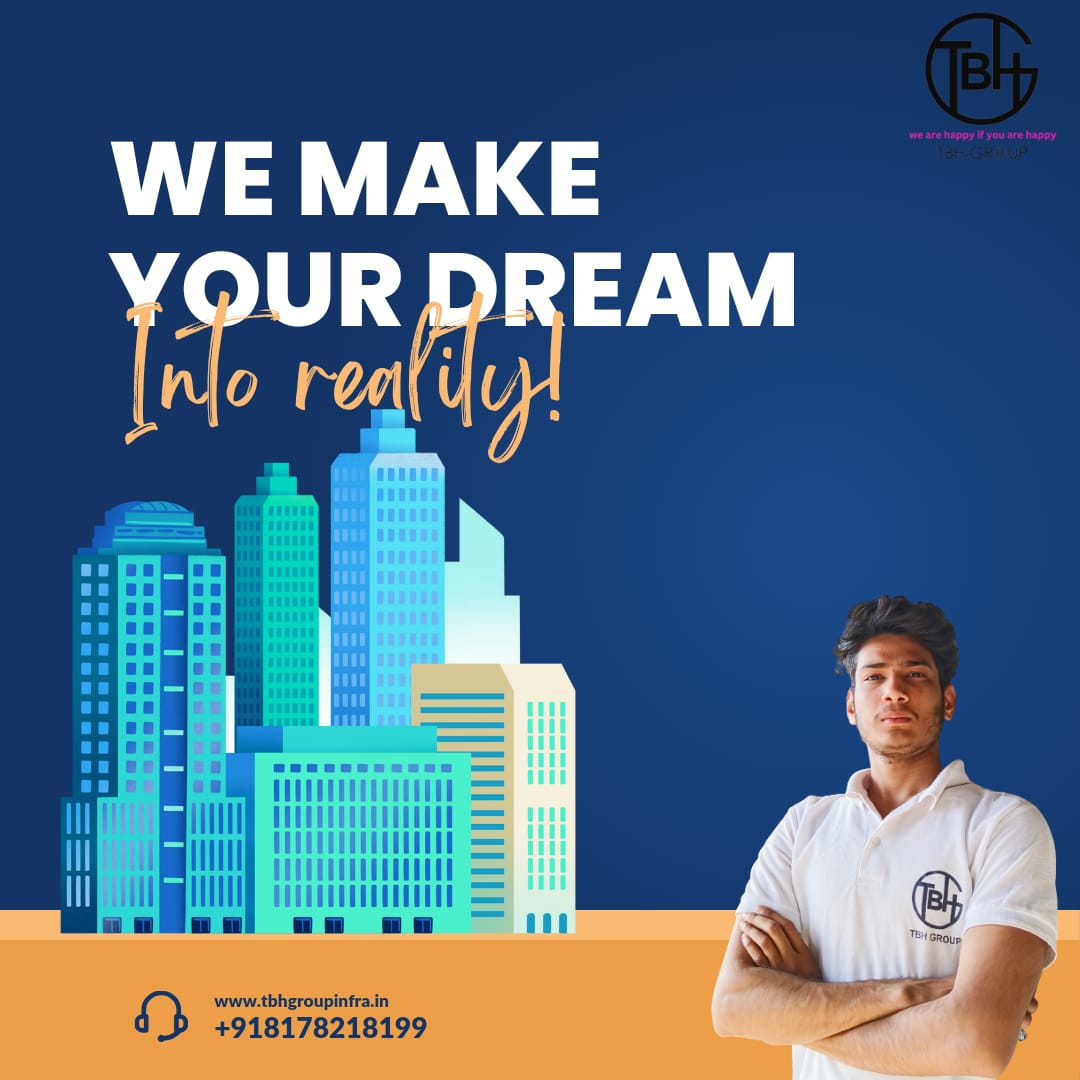 TBH
we are happy if you are happy
TBH GROUP
WE MAKE
YOUR DREAM
Into reality!
TBH
TBH GROUP
www.tbhgroupinfra.in
+918178218199